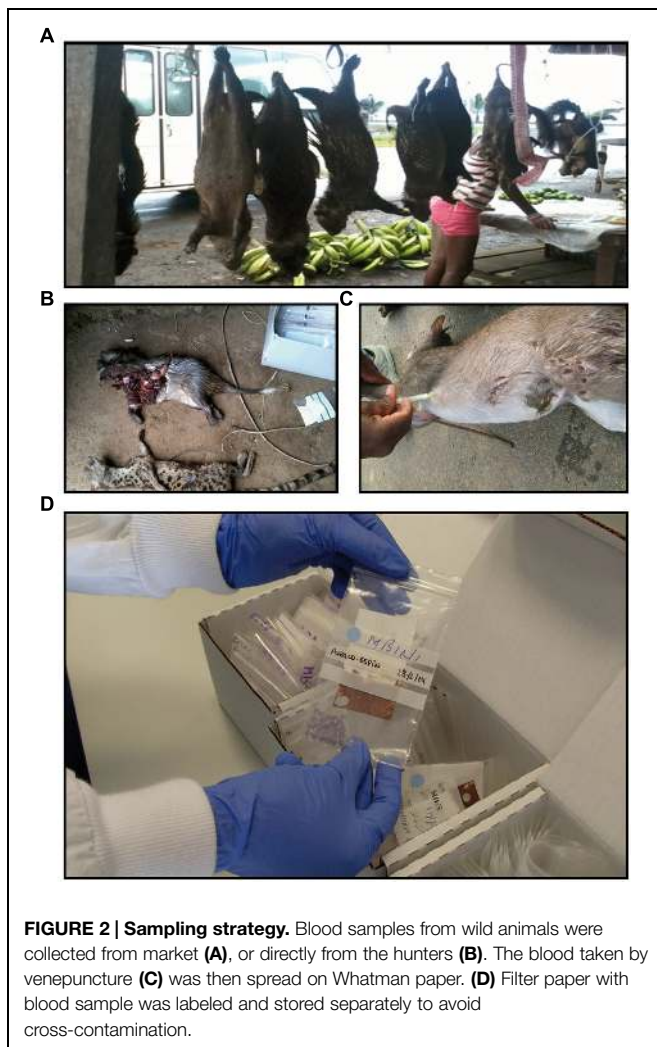 A
B
C
D
MBINI
FIGURE 2 | Sampling strategy. Blood samples from wild animals were
collected from market (A), or directly from the hunters (B). The blood taken by
venepuncture (C) was then spread on Whatman paper. (D) Filter paper with
blood sample was labeled and stored separately to avoid
cross-contamination.